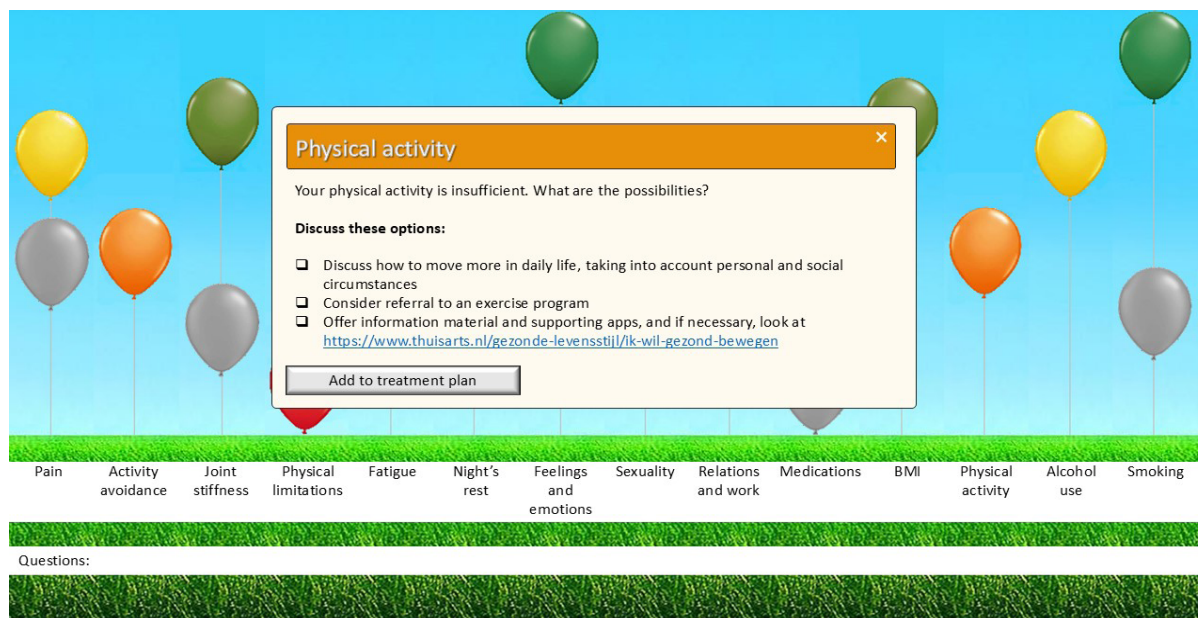 Physical activity
×
Your physical activity is insufficient. What are the possibilities?
Discuss these options:
❑ Discuss how to move more in daily life, taking into account personal and social
circumstances
❑ Consider referral to an exercise program
❑ Offer information material and supporting apps, and if necessary, look at
https://www.thuisarts.nl/gezonde-levensstijl/ik-wil-gezond-bewegen
Add to treatment plan
Pain
Activity
avoidance
Joint
stiffness
Physical
limitations
Fatigue
Night's
rest
Feelings
and
emotions
Sexuality
Relations
and work
Medications
BMI
Physical
activity
Alcohol
use
Smoking
Questions: